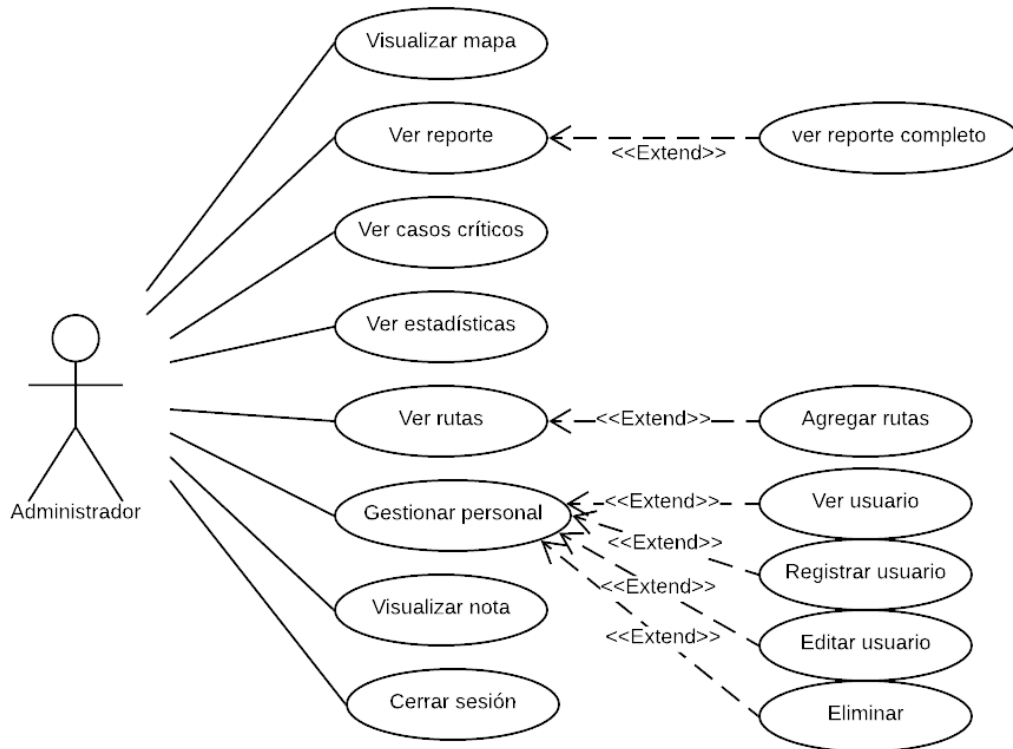 Visualizar mapa
Ver reporte
<<Extend>>
ver reporte completo
Ver casos críticos
Ver estadísticas
Ver rutas
<<Extend>>
Agregar rutas
Administrador
Gestionar personal
<<Extend>>
Ver usuario
<<Extend>>
Registrar usuario
<<Extend>>
Editar usuario
<<Extend>>
Eliminar
Visualizar nota
Cerrar sesión